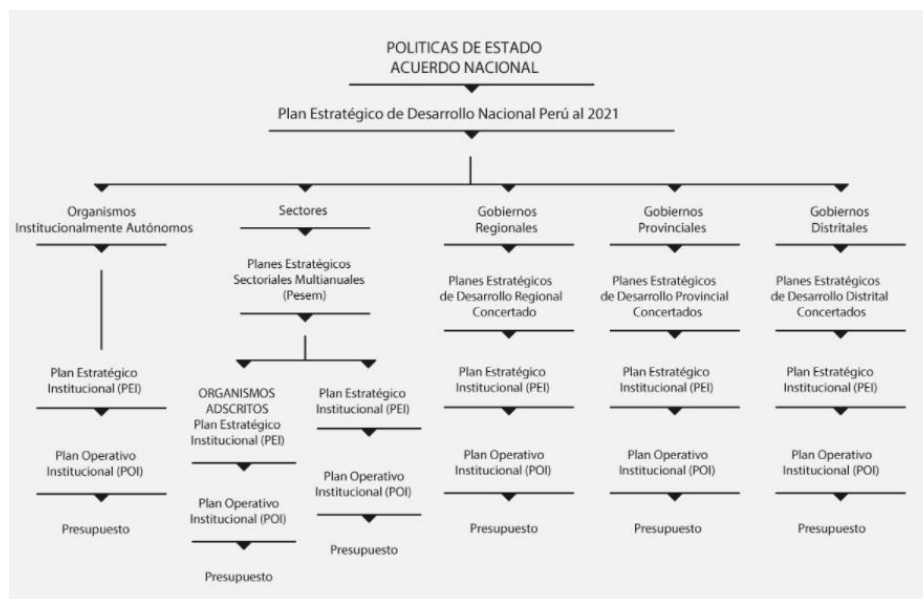 POLITICAS DE ESTADO
ACUERDO NACIONAL
Plan Estratégico de Desarrollo Nacional Perú al 2021
Organismos
Institucionalmente Autónomos
Plan Estratégico
Institucional (PEI)
Plan Operativo
Institucional (POI)
Presupuesto
Sectores
Planes Estratégicos
Sectoriales Multianuales
(Pesem)
ORGANISMOS
ADSCRITOS
Plan Estratégico
Institucional (PEI)
Plan Operativo
Institucional (POI)
Presupuesto
Plan Estratégico
Institucional (PEI)
Plan Operativo
Institucional (POI)
Presupuesto
Gobiernos
Regionales
Planes Estratégicos
de Desarrollo Regional
Concertado
Plan Estratégico
Institucional (PEI)
Plan Operativo
Institucional (POI)
Presupuesto
Gobiernos
Provinciales
Planes Estratégicos
de Desarrollo Provincial
Concertados
Plan Estratégico
Institucional (PEI)
Plan Operativo
Institucional (POI)
Presupuesto
Gobiernos
Distritales
Planes Estratégicos
de Desarrollo Distrital
Concertados
Plan Estratégico
Institucional (PEI)
Plan Operativo
Institucional (POI)
Presupuesto